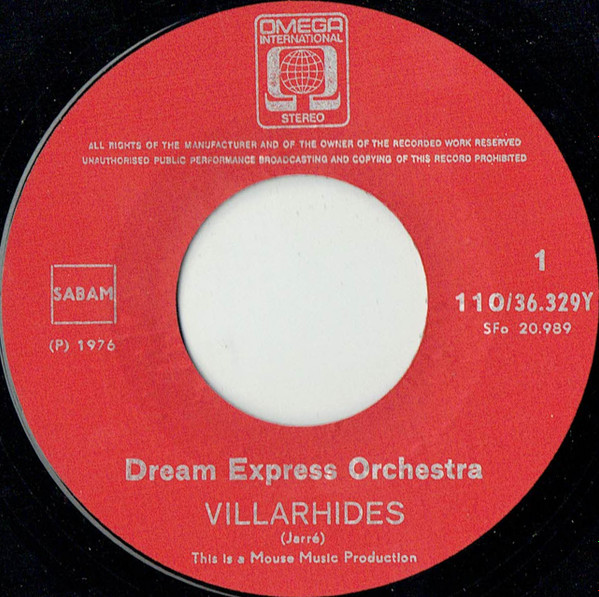 OMEGA
INTERNATIONAL
STEREO
ALL RIGHTS OF THE MANUFACTURER AND OF THE OWNER OF THE RECORDED WORK RESERVED
UNAUTHORISED PUBLIC PERFORMANCE BROADCASTING AND COPYING OF THIS RECORD PROHIBITED
SABAM
(P) 1976
1
110/36.329Y
SFo 20.989
Dream Express Orchestra
VILLARHIDES
(Jarré)
This is a Mouse Music Production